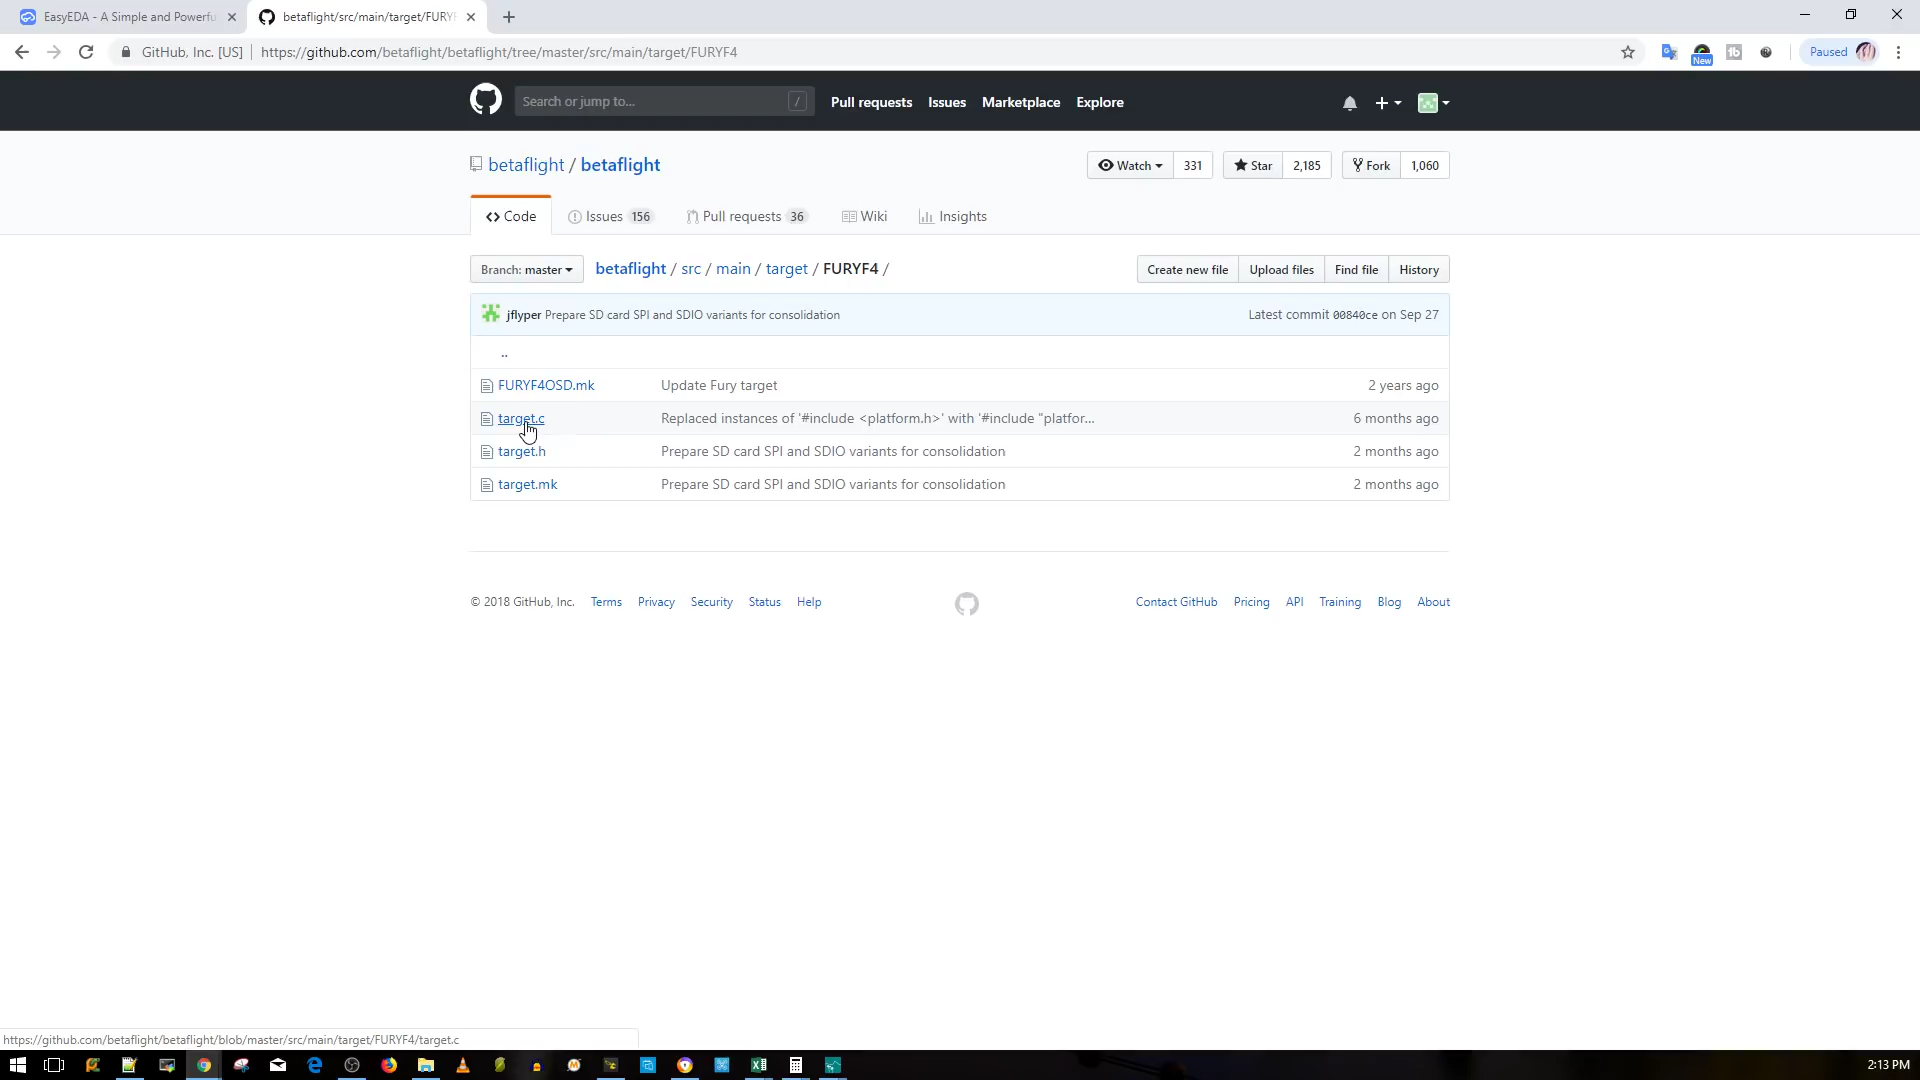 EasyEDA - A Simple and Powerfu
betaflight/src/main/target/FURYF
GitHub, Inc. [US] https://github.com/betaflight/betaflight/tree/master/src/main/target/FURYF4
New
Paused
Search or jump to... /
Pull requests Issues Marketplace Explore
betaflight / betaflight
Watch 331 Star 2,185 Fork 1,060
Code Issues 156 Pull requests 36 Wiki Insights
Branch: master betaflight / src / main / target / FURYF4 /
Create new file Upload files Find file History
jflyper Prepare SD card SPI and SDIO variants for consolidation Latest commit 00840ce on Sep 27
..
FURYF4OSD.mk Update Fury target 2 years ago
target.c Replaced instances of '#include <platform.h>' with '#include "platfor... 6 months ago
target.h Prepare SD card SPI and SDIO variants for consolidation 2 months ago
target.mk Prepare SD card SPI and SDIO variants for consolidation 2 months ago
© 2018 GitHub, Inc. Terms Privacy Security Status Help
Contact GitHub Pricing API Training Blog About
https://github.com/betaflight/betaflight/blob/master/src/main/target/FURYF4/target.c
2:13 PM